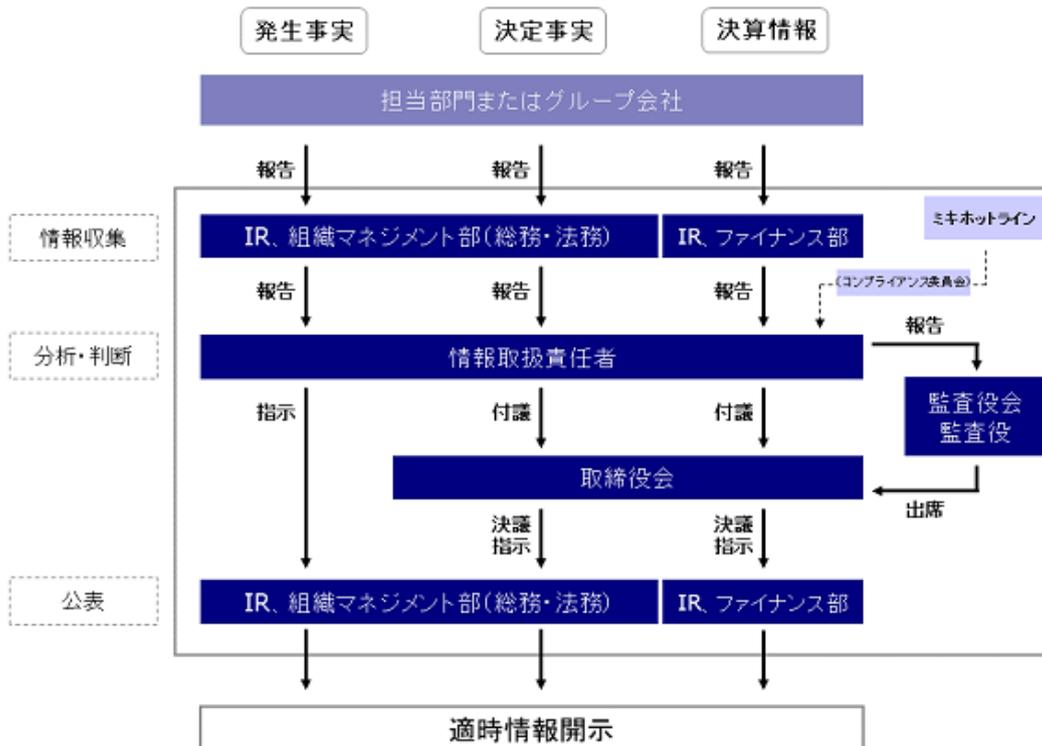 発生事実
決定事実
決算情報
担当部門またはグループ会社
報告
報告
報告
ミキホットライン
情報収集
IR、組織マネジメント部(総務・法務)
IR、ファイナンス部
報告
報告
報告
(コンプライアンス委員会)
報告
分析・判断
情報取扱責任者
監査役会
監査役
指示
付議
付議
取締役会
出席
決議
指示
決議
指示
公表
IR、組織マネジメント部(総務・法務)
IR、ファイナンス部
適時情報開示